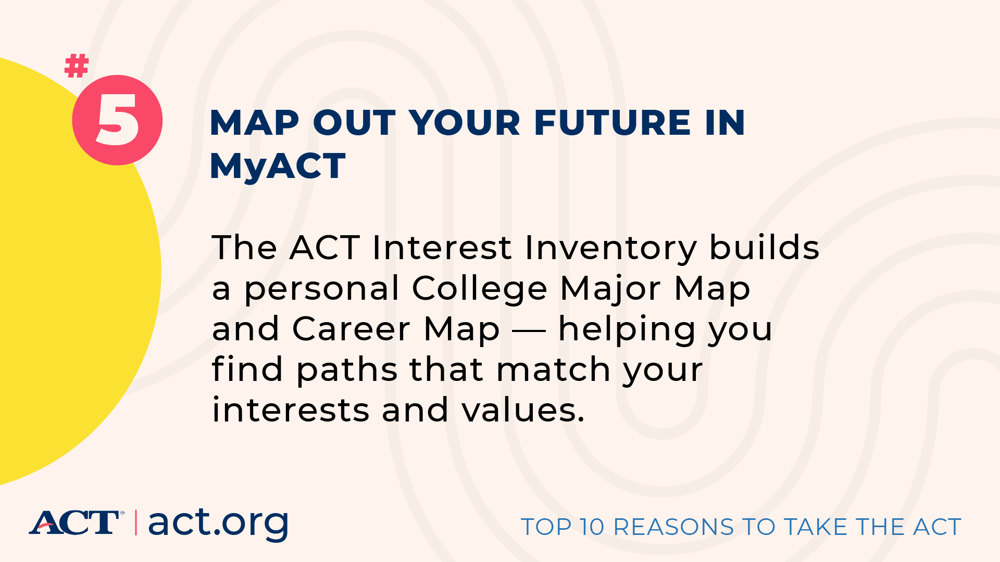 #
5
MAP OUT YOUR FUTURE IN
MyACT
The ACT Interest Inventory builds
a personal College Major Map
and Career Map — helping you
find paths that match your
interests and values.
ACT® | act.org
TOP 10 REASONS TO TAKE THE ACT